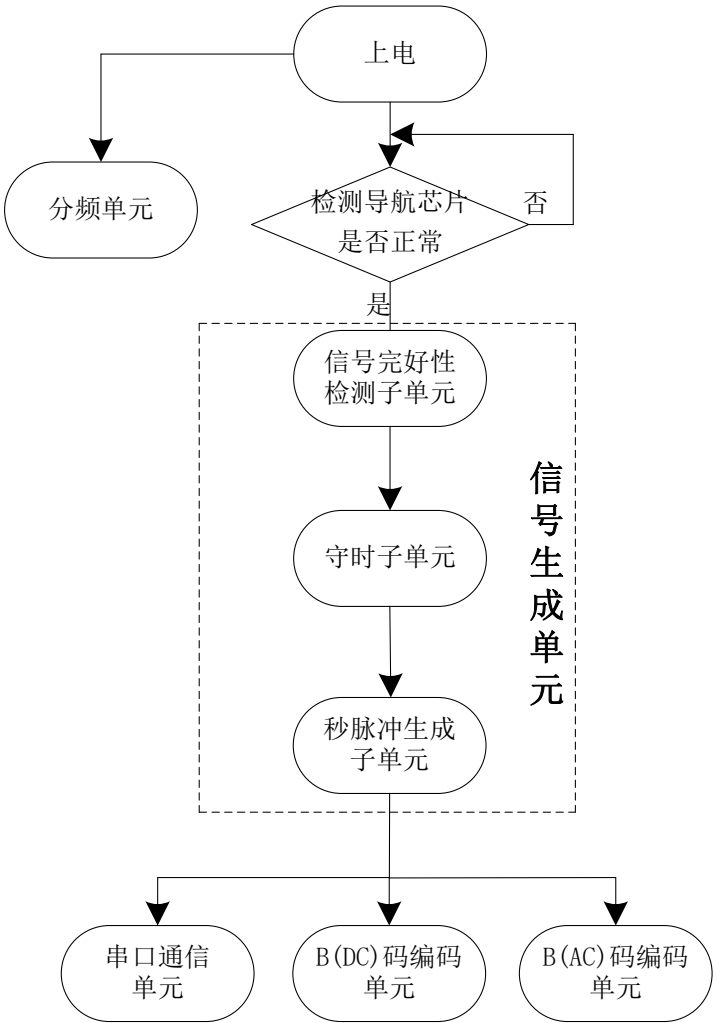 上电
分频单元
检测导航芯片
是否正常
否
是
信号完好性
检测子单元
守时子单元
秒脉冲生成
子单元
信号生成单元
串口通信
单元
B(DC)码编码
单元
B(AC)码编码
单元